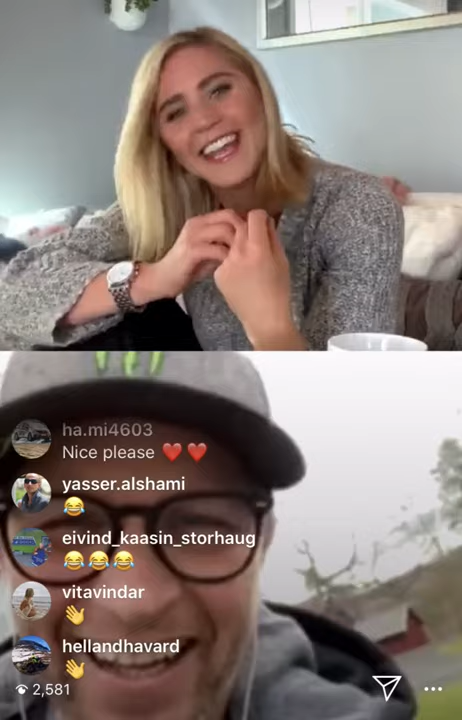 ha.mi4603
Nice please ❤️ ❤️
yasser.alshami
😂
eivind_kaasin_storhaug
😂😂😂
vitavindar
👋
hellandhavard
👋
2,581